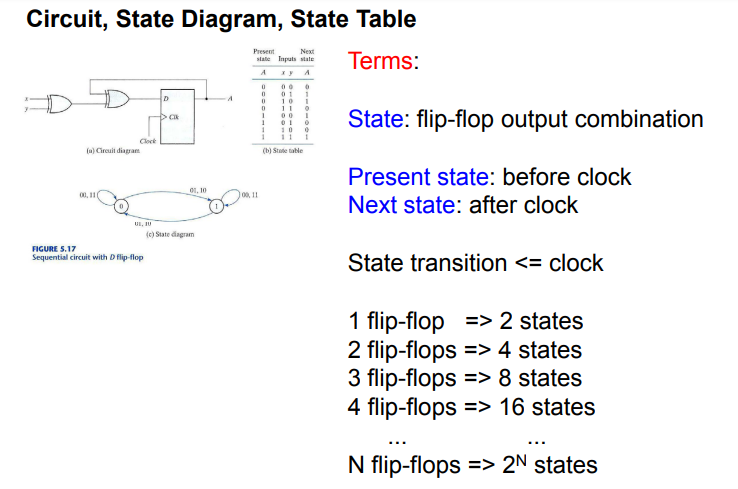 Circuit, State Diagram, State Table
Present Next
state Inputs state
A x y A
0 0 0 0
0 0 1 1
0 1 0 1
0 1 1 0
1 0 0 1
1 0 1 0
1 1 0 0
1 1 1 1
x
y
D
A
Clk
Clock
(a) Circuit diagram
(b) State table
00, 11
01, 10
00, 11
0
1
01, 10
(c) State diagram
FIGURE 5.17
Sequential circuit with D flip-flop
Terms:
State: flip-flop output combination
Present state: before clock
Next state: after clock
State transition <= clock
1 flip-flop => 2 states
2 flip-flops => 4 states
3 flip-flops => 8 states
4 flip-flops => 16 states
... ...
N flip-flops => 2ᴺ states